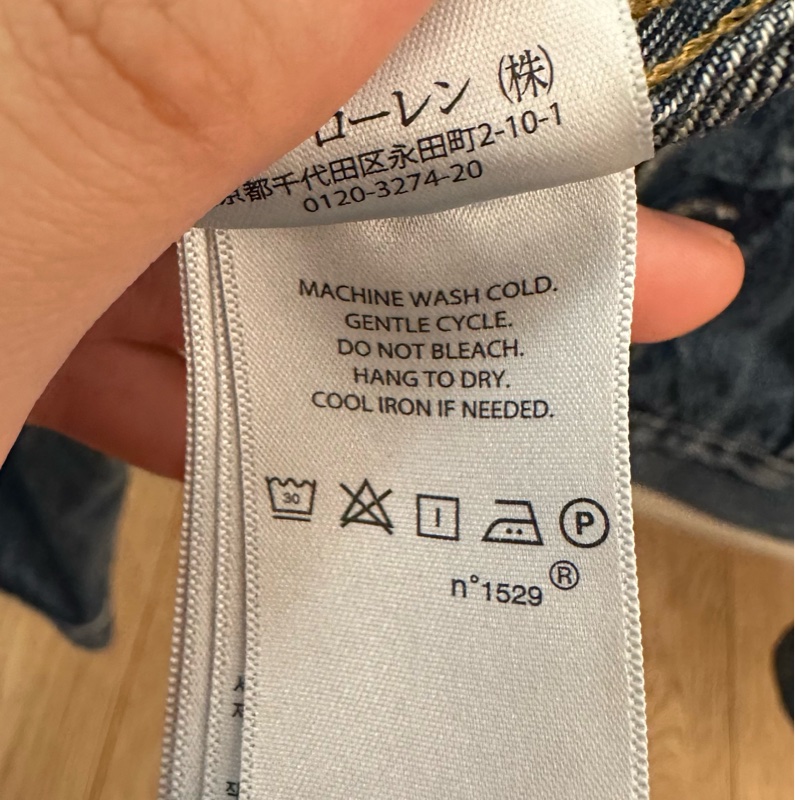 ローレン (株)
京都千代田区永田町2-10-1
0120-3274-20
MACHINE WASH COLD.
GENTLE CYCLE.
DO NOT BLEACH.
HANG TO DRY.
COOL IRON IF NEEDED.
30
P
n°1529®